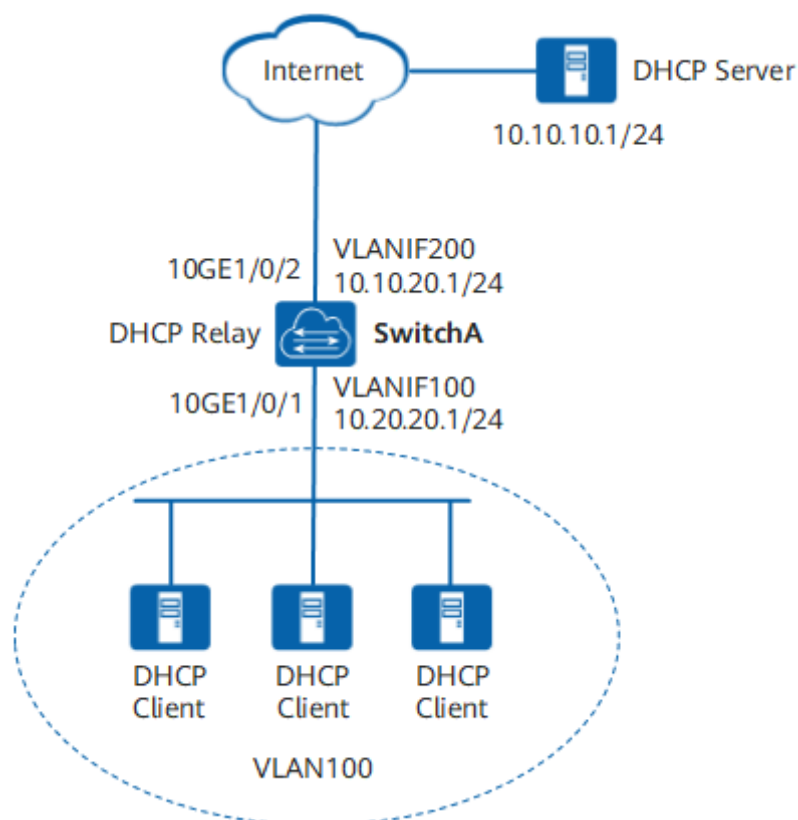 Internet
DHCP Server
10.10.10.1/24
10GE1/0/2
VLANIF200
10.10.20.1/24
DHCP Relay
SwitchA
10GE1/0/1
VLANIF100
10.20.20.1/24
DHCP
Client
DHCP
Client
DHCP
Client
VLAN100